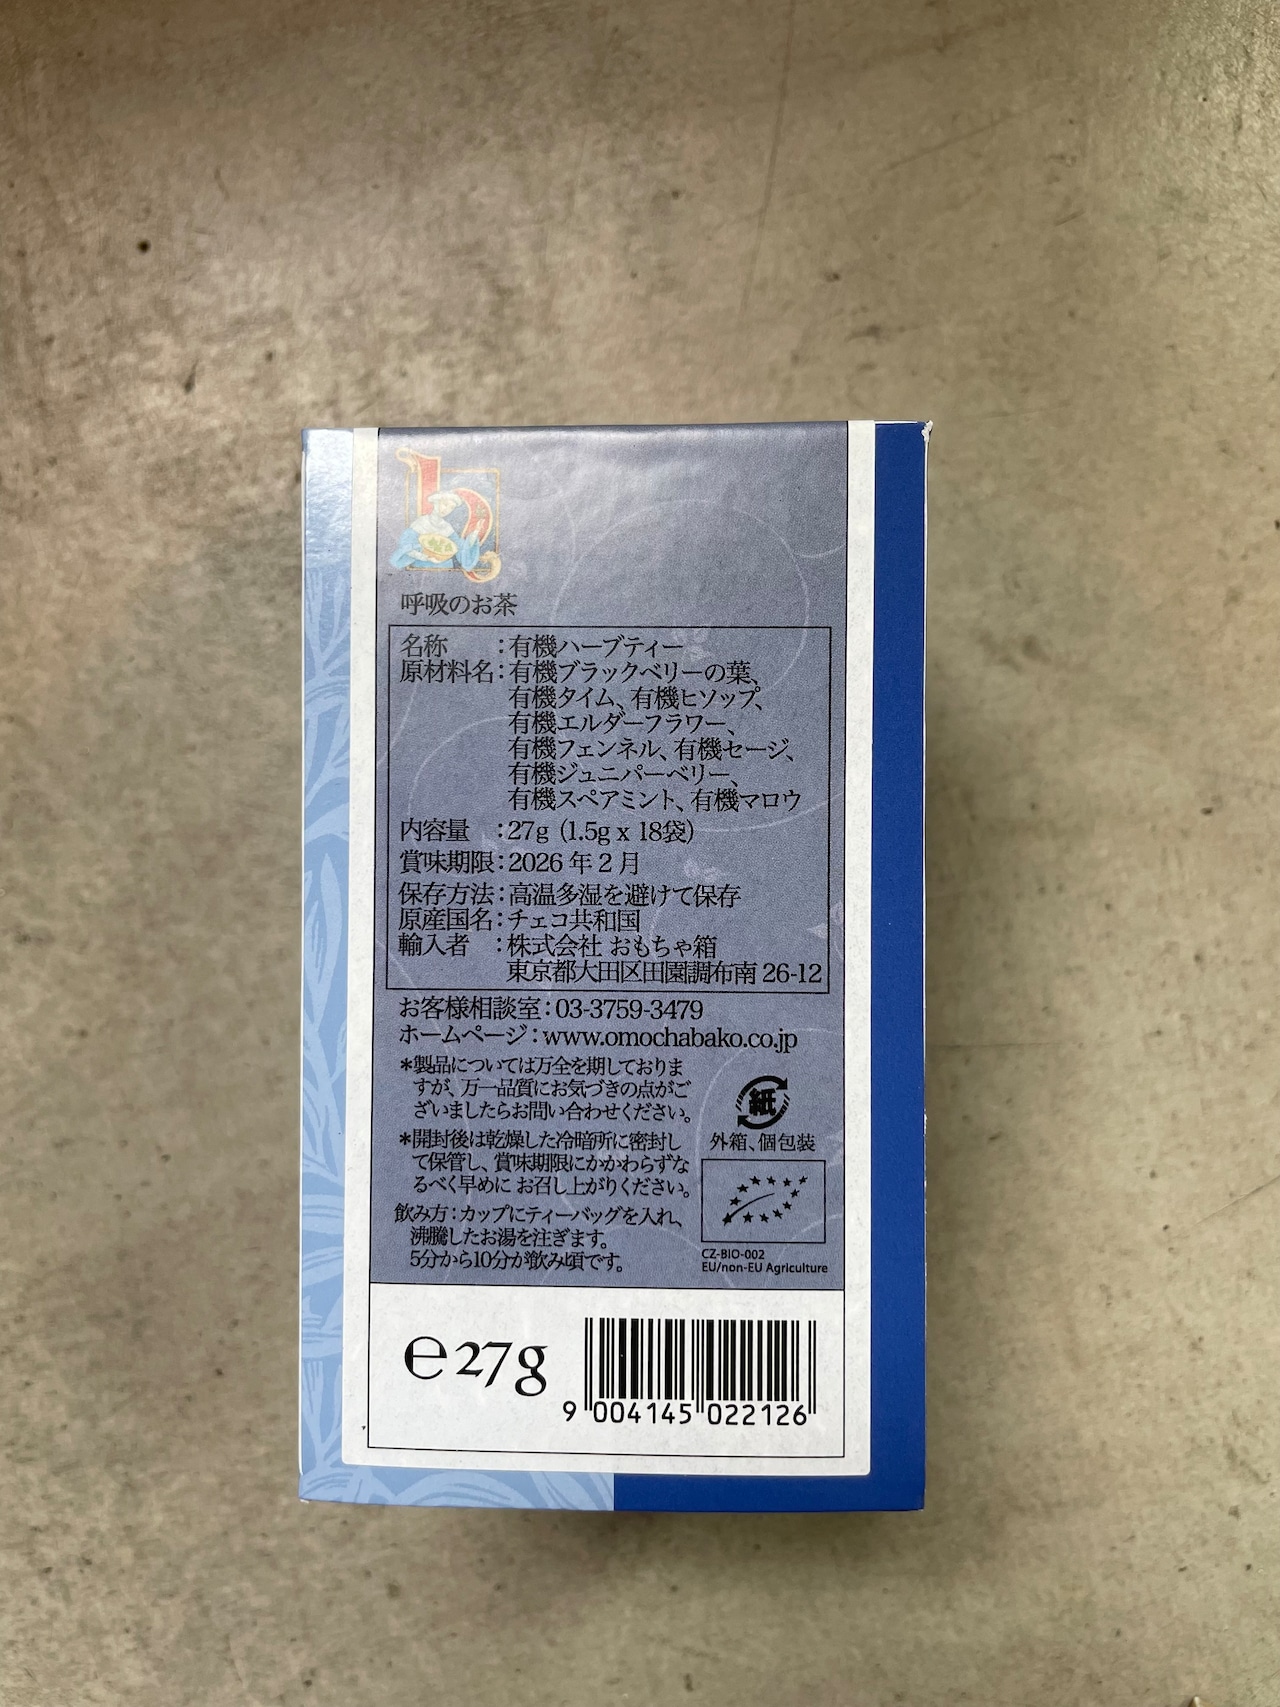 呼吸のお茶
名称　：有機ハーブティー
原材料名：有機ブラックベリーの葉、
有機タイム、有機ヒソップ、
有機エルダーフラワー、
有機フェンネル、有機セージ、
有機ジュニパーベリー、
有機スペアミント、有機マロウ
内容量　：27g（1.5g x 18袋）
賞味期限：2026 年 2 月
保存方法：高温多湿を避けて保存
原産国名：チェコ共和国
輸入者　：株式会社 おもちゃ箱
東京都大田区田園調布南 26-12
お客様相談室：03-3759-3479
ホームページ：www.omochabako.co.jp
*製品については万全を期しておりま
すが、万一品質にお気づきの点がご
ざいましたらお問い合わせください。
*開封後は乾燥した冷暗所に密封し
て保管し、賞味期限にかかわらずな
るべく早めに お召し上がりください。
飲み方：カップにティーバッグを入れ、
沸騰したお湯を注ぎます。
5分から10分が飲み頃です。
紙
外箱、個包装
CZ-BIO-002
EU/non-EU Agriculture
℮27g
9 004145 022126